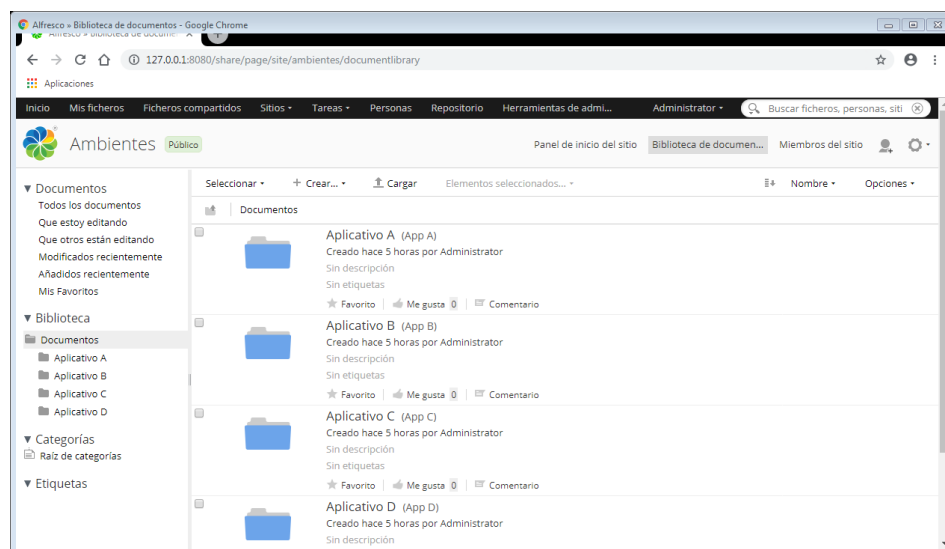 Alfresco » Biblioteca de documentos - Google Chrome
Alfresco » Biblioteca de docume
127.0.0.1:8080/share/page/site/ambientes/documentlibrary
Aplicaciones
Inicio Mis ficheros Ficheros compartidos Sitios Tareas Personas Repositorio Herramientas de admi... Administrator Buscar ficheros, personas, siti
Ambientes Público Panel de inicio del sitio Biblioteca de documen... Miembros del sitio
Seleccionar Crear... Cargar Elementos seleccionados... Nombre Opciones
Documentos
Documentos
Todos los documentos
Que estoy editando
Que otros están editando
Modificados recientemente
Añadidos recientemente
Mis Favoritos
Biblioteca
Documentos
Aplicativo A
Aplicativo B
Aplicativo C
Aplicativo D
Categorías
Raíz de categorías
Etiquetas
Aplicativo A (App A)
Creado hace 5 horas por Administrator
Sin descripción
Sin etiquetas
Favorito Me gusta 0 Comentario
Aplicativo B (App B)
Creado hace 5 horas por Administrator
Sin descripción
Sin etiquetas
Favorito Me gusta 0 Comentario
Aplicativo C (App C)
Creado hace 5 horas por Administrator
Sin descripción
Sin etiquetas
Favorito Me gusta 0 Comentario
Aplicativo D (App D)
Creado hace 5 horas por Administrator
Sin descripción